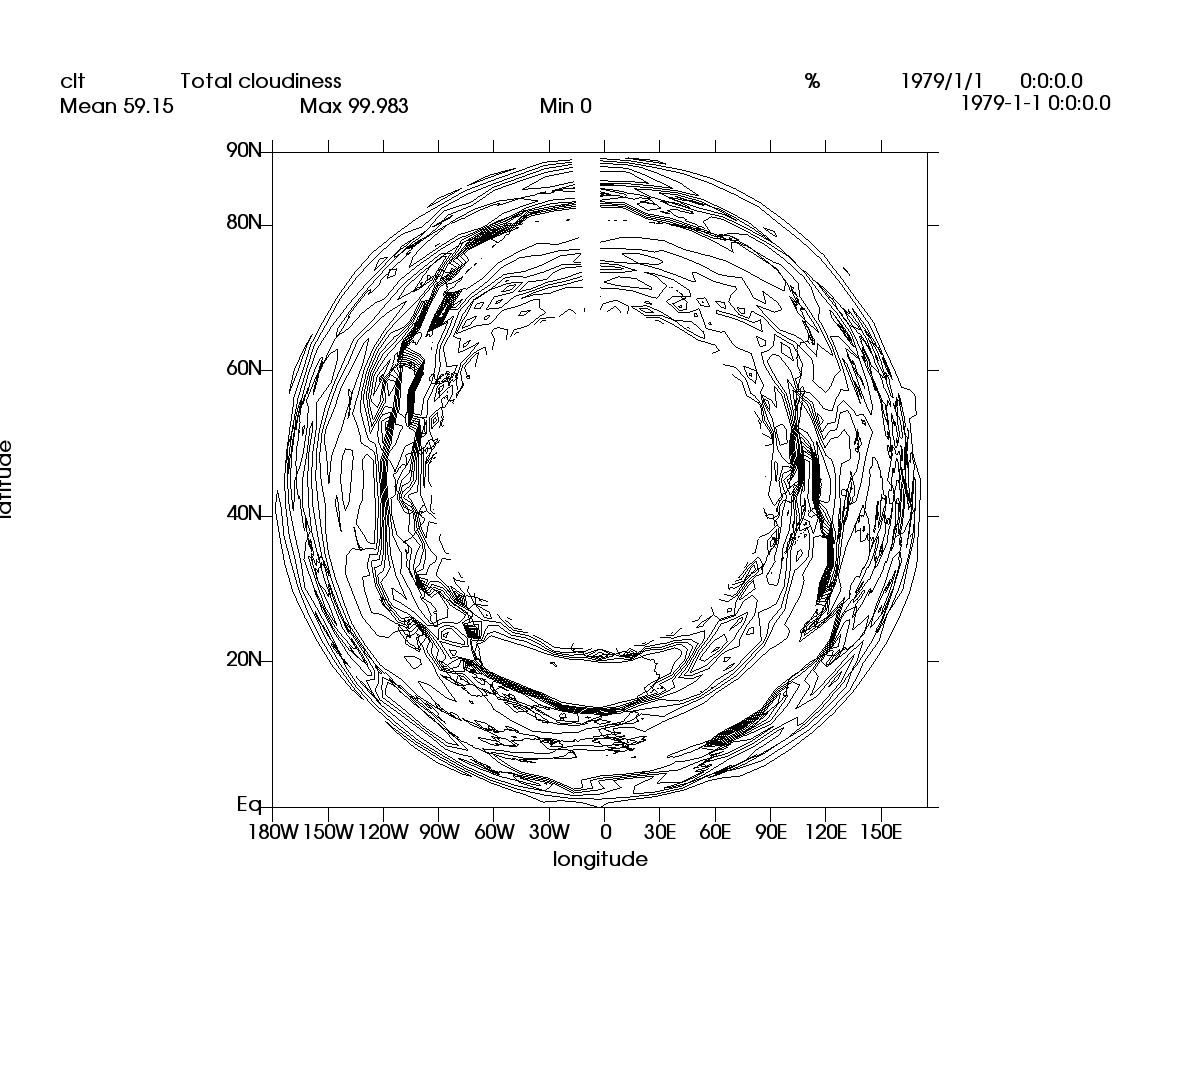 clt Total cloudiness % 1979/1/1 0:0:0.0
Mean 59.15 Max 99.983 Min 0 1979-1-1 0:0:0.0
90N
80N
60N
latitude
40N
20N
Eq
180W 150W 120W 90W 60W 30W 0 30E 60E 90E 120E 150E
longitude